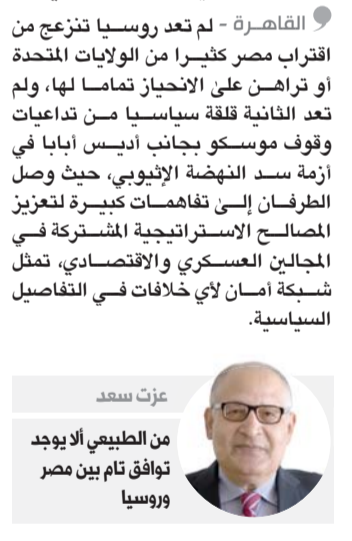 القاهرة - لم تعد روسيا تنزعج من
اقتراب مصر كثيرا من الولايات المتحدة
أو تراهن على الانحياز تماما لها، ولم
تعد الثانية قلقة سياسيا من تداعيات
وقوف موسكو بجانب أديس أبابا في
أزمة سد النهضة الإثيوبي، حيث وصل
الطرفان إلى تفاهمات كبيرة لتعزيز
المصالح الاستراتيجية المشتركة في
المجالين العسكري والاقتصادي، تمثل
شبكة أمان لأي خلافات في التفاصيل
السياسية.
عزت سعد
من الطبيعي ألا يوجد
توافق تام بين مصر
وروسيا